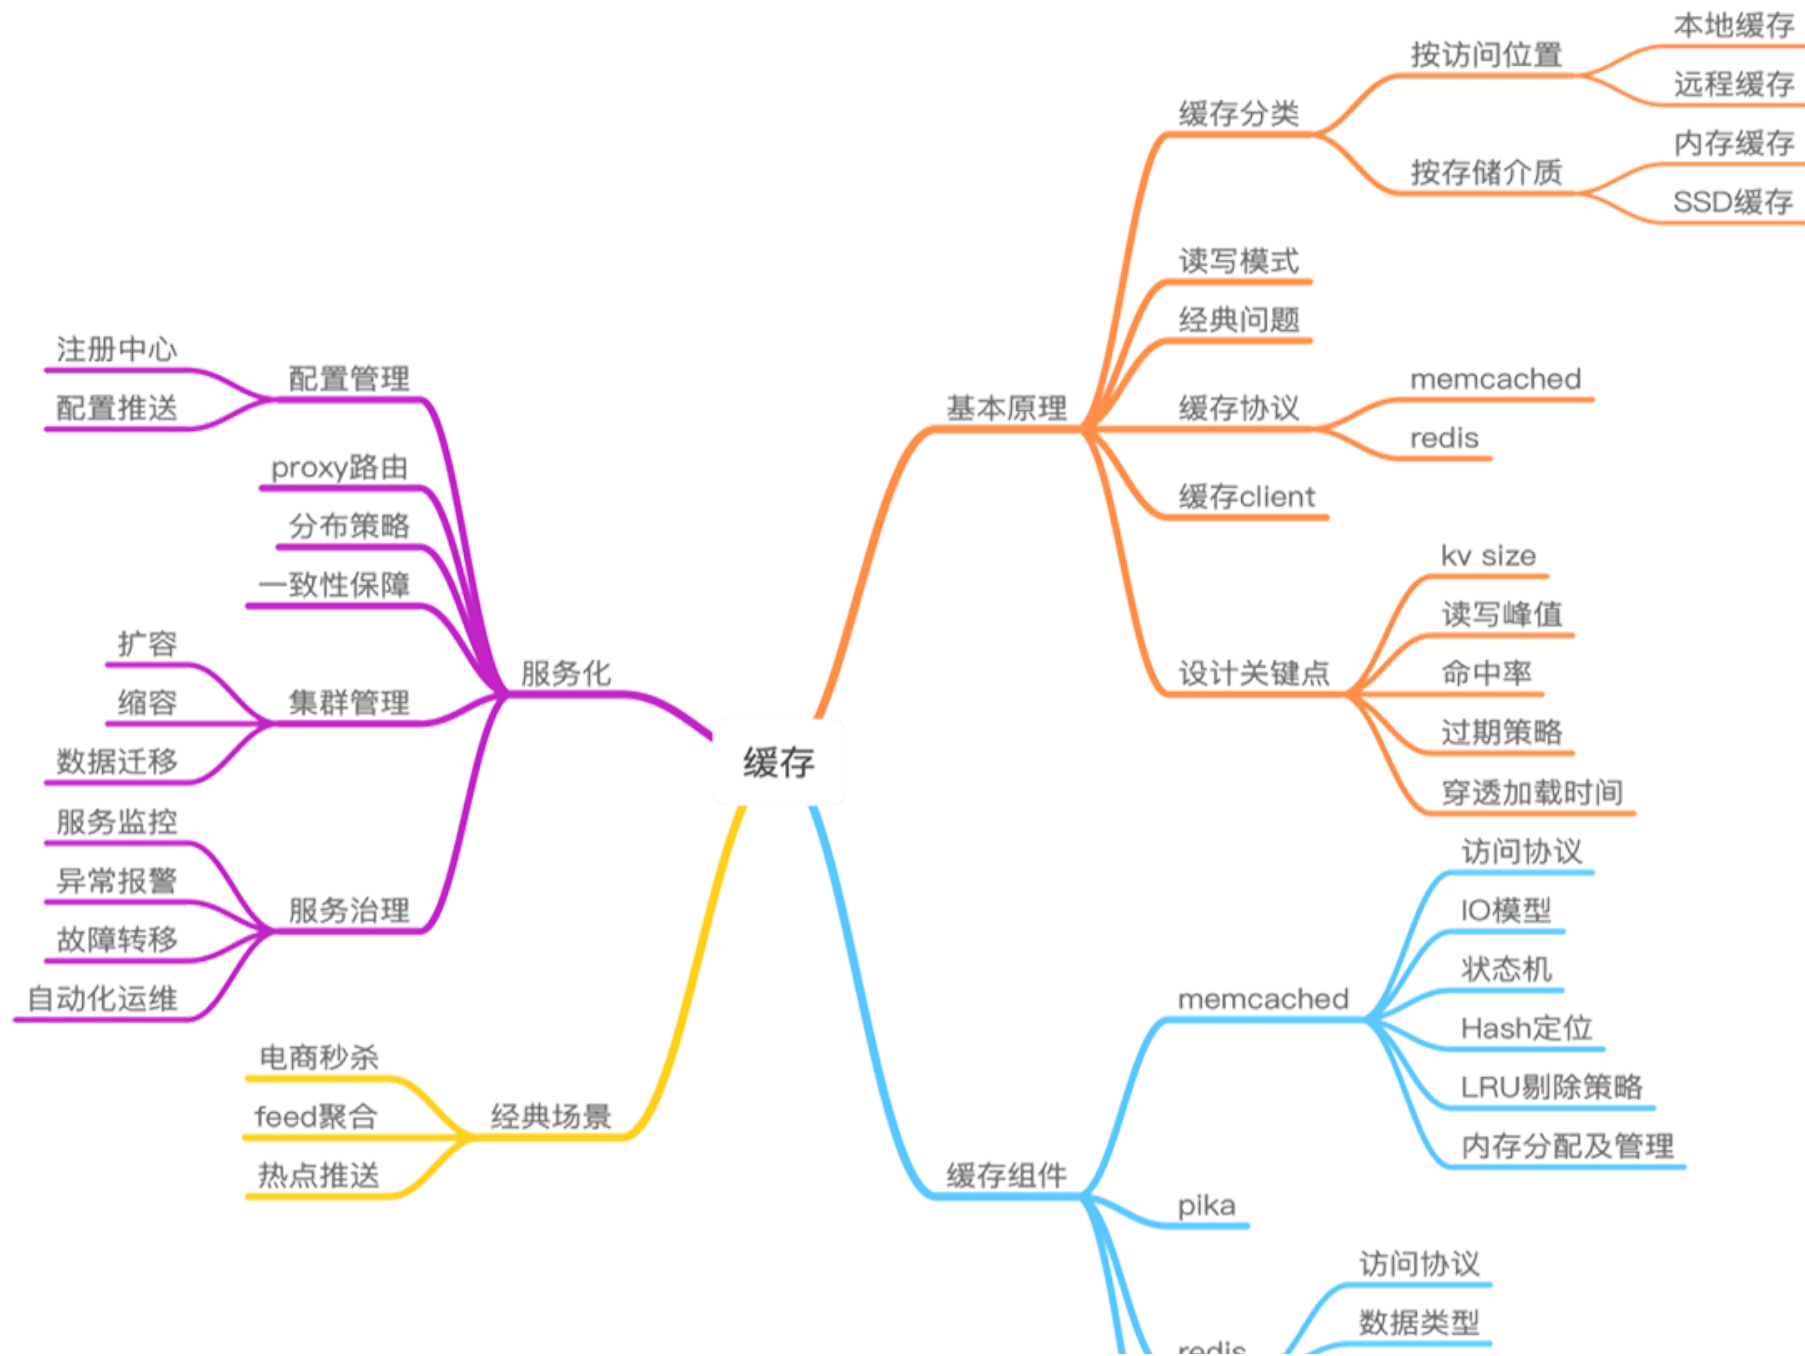 缓存
基本原理
缓存分类
按访问位置
本地缓存
远程缓存
按存储介质
内存缓存
SSD缓存
读写模式
经典问题
缓存协议
memcached
redis
缓存client
设计关键点
kv size
读写峰值
命中率
过期策略
穿透加载时间
缓存组件
memcached
访问协议
IO模型
状态机
Hash定位
LRU剔除策略
内存分配及管理
pika
redis
访问协议
数据类型
服务化
配置管理
注册中心
配置推送
proxy路由
分布策略
一致性保障
集群管理
扩容
缩容
数据迁移
服务治理
服务监控
异常报警
故障转移
自动化运维
经典场景
电商秒杀
feed聚合
热点推送